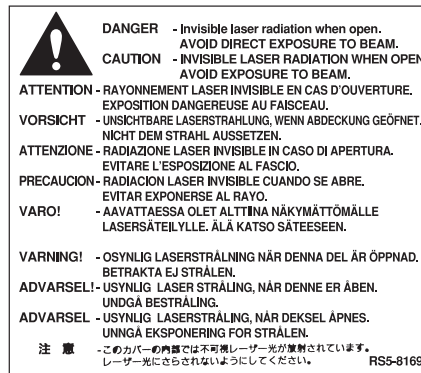 DANGER - Invisible laser radiation when open.
AVOID DIRECT EXPOSURE TO BEAM.
CAUTION - INVISIBLE LASER RADIATION WHEN OPEN
AVOID EXPOSURE TO BEAM.
ATTENTION - RAYONNEMENT LASER INVISIBLE EN CAS D'OUVERTURE.
EXPOSITION DANGEREUSE AU FAISCEAU.
VORSICHT - UNSICHTBARE LASERSTRAHLUNG, WENN ABDECKUNG GEÖFNET.
NICHT DEM STRAHL AUSSETZEN.
ATTENZIONE - RADIAZIONE LASER INVISIBLE IN CASO DI APERTURA.
EVITARE L'ESPOSIZIONE AL FASCIO.
PRECAUCION - RADIACION LASER INVISIBLE CUANDO SE ABRE.
EVITAR EXPONERSE AL RAYO.
VARO! - AAVATTAESSA OLET ALTTINA NÄKYMÄTTÖMÄLLE
LASERSÄTEILYLLE. ÄLÄ KATSO SÄTEESEEN.
VARNING! - OSYNLIG LASERSTRÅLNING NÄR DENNA DEL ÄR ÖPPNAD.
BETRAKTA EJ STRÅLEN.
ADVARSEL! - USYNLIG LASER STRÅLING, NÅR DENNE ER ÅBEN.
UNDGÅ BESTRÅLING.
ADVARSEL - USYNLIG LASERSTRÅLING, NÅR DEKSEL ÅPNES.
UNNGÅ EKSPONERING FOR STRÅLEN.
注 意 - このカバーの内部では不可視レーザー光が放射されています。
レーザー光にさらされないようにしてください。 RS5-8169